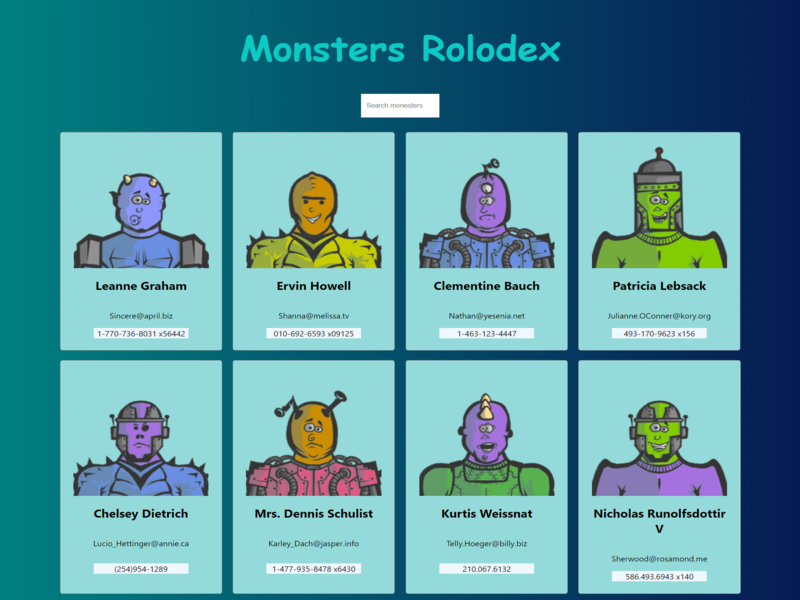 Monsters Rolodex
Search monesters
Leanne Graham
Sincere@april.biz
1-770-736-8031 x56442
Ervin Howell
Shanna@melissa.tv
010-692-6593 x09125
Clementine Bauch
Nathan@yesenia.net
1-463-123-4447
Patricia Lebsack
Julianne.OConner@kory.org
493-170-9623 x156
Chelsey Dietrich
Lucio_Hettinger@annie.ca
(254)954-1289
Mrs. Dennis Schulist
Karley_Dach@jasper.info
1-477-935-8478 x6430
Kurtis Weissnat
Telly.Hoeger@billy.biz
210.067.6132
Nicholas Runolfsdottir
V
Sherwood@rosamond.me
586.493.6943 x140